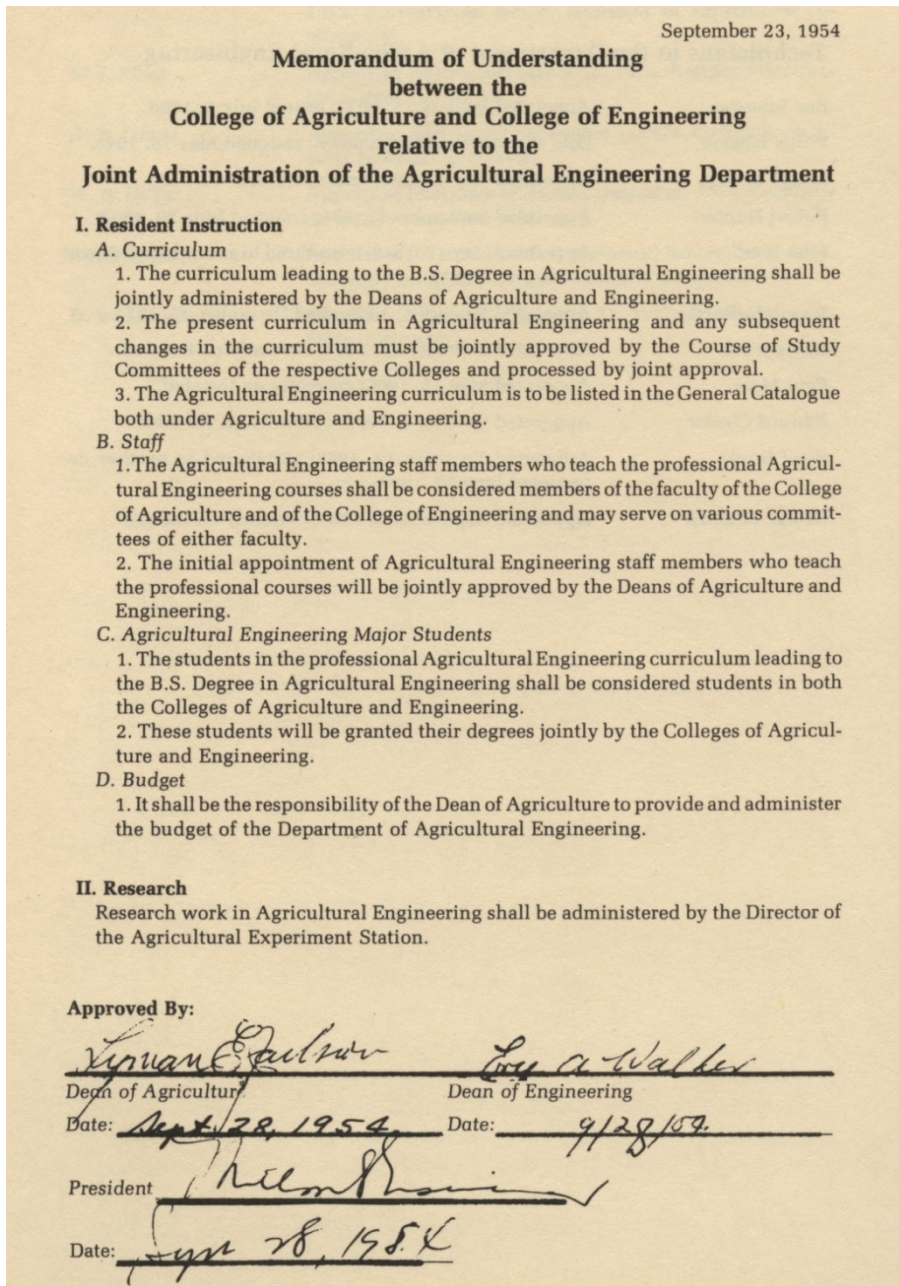 September 23, 1954
Memorandum of Understanding
between the
College of Agriculture and College of Engineering
relative to the
Joint Administration of the Agricultural Engineering Department
I. Resident Instruction
A. Curriculum
1. The curriculum leading to the B.S. Degree in Agricultural Engineering shall be
jointly administered by the Deans of Agriculture and Engineering.
2. The present curriculum in Agricultural Engineering and any subsequent
changes in the curriculum must be jointly approved by the Course of Study
Committees of the respective Colleges and processed by joint approval.
3. The Agricultural Engineering curriculum is to be listed in the General Catalogue
both under Agriculture and Engineering.
B. Staff
1.The Agricultural Engineering staff members who teach the professional Agricul-
tural Engineering courses shall be considered members of the faculty of the College
of Agriculture and of the College of Engineering and may serve on various commit-
tees of either faculty.
2. The initial appointment of Agricultural Engineering staff members who teach
the professional courses will be jointly approved by the Deans of Agriculture and
Engineering.
C. Agricultural Engineering Major Students
1. The students in the professional Agricultural Engineering curriculum leading to
the B.S. Degree in Agricultural Engineering shall be considered students in both
the Colleges of Agriculture and Engineering.
2. These students will be granted their degrees jointly by the Colleges of Agricul-
ture and Engineering.
D. Budget
1. It shall be the responsibility of the Dean of Agriculture to provide and administer
the budget of the Department of Agricultural Engineering.
II. Research
Research work in Agricultural Engineering shall be administered by the Director of
the Agricultural Experiment Station.
Approved By:
Lyman E Jackson Eric A Walker
Dean of Agriculture Dean of Engineering
Date: Sept. 28, 1954 Date: 9/28/54.
President
Date: Sept 28, 1954